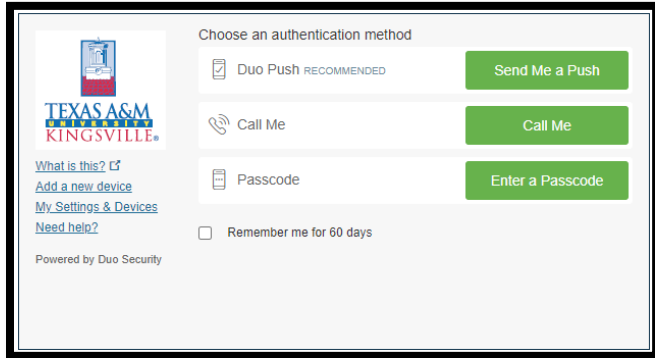 TEXAS A&M
UNIVERSITY
KINGSVILLE®
What is this?
Add a new device
My Settings & Devices
Need help?
Powered by Duo Security
Choose an authentication method
Duo Push RECOMMENDED
Send Me a Push
Call Me
Call Me
Passcode
Enter a Passcode
Remember me for 60 days